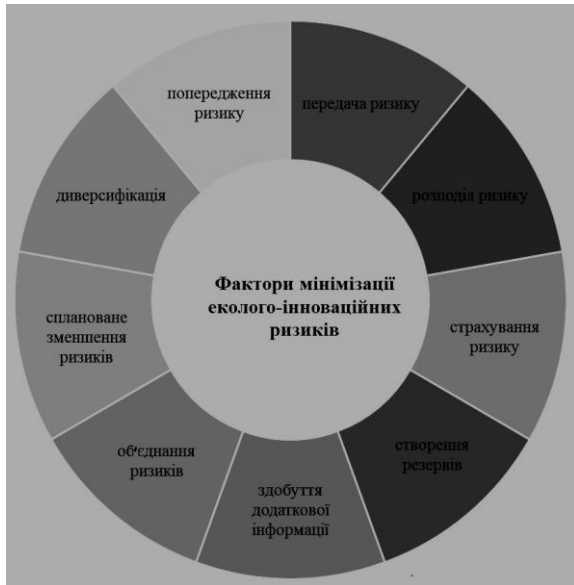 попередження
ризику
передача ризику
розподіл ризику
страхування
ризику
створення
резервів
здобуття
додаткової
інформації
об'єднання
ризиків
сплановане
зменшення
ризиків
диверсифікація
Фактори мінімізації
еколого-інноваційних
ризиків